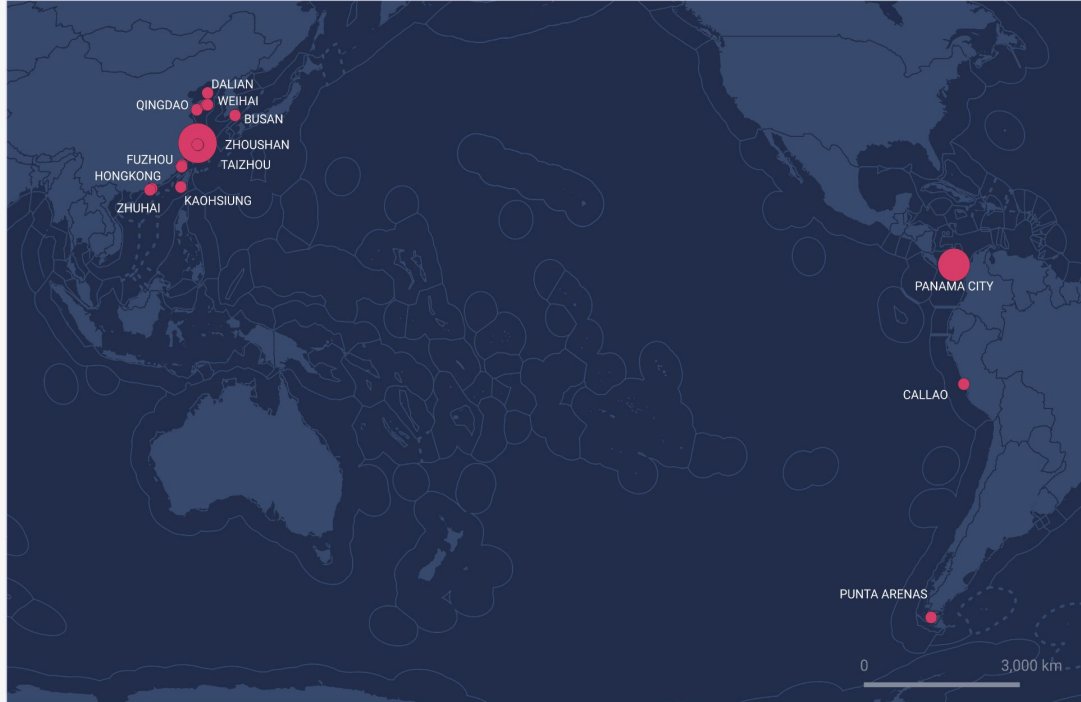 DALIAN
WEIHAI
QINGDAO
BUSAN
ZHOUSHAN
TAIZHOU
FUZHOU
HONGKONG
ZHUHAI
KAOHSIUNG
PANAMA CITY
CALLAO
PUNTA ARENAS
0 3,000 km